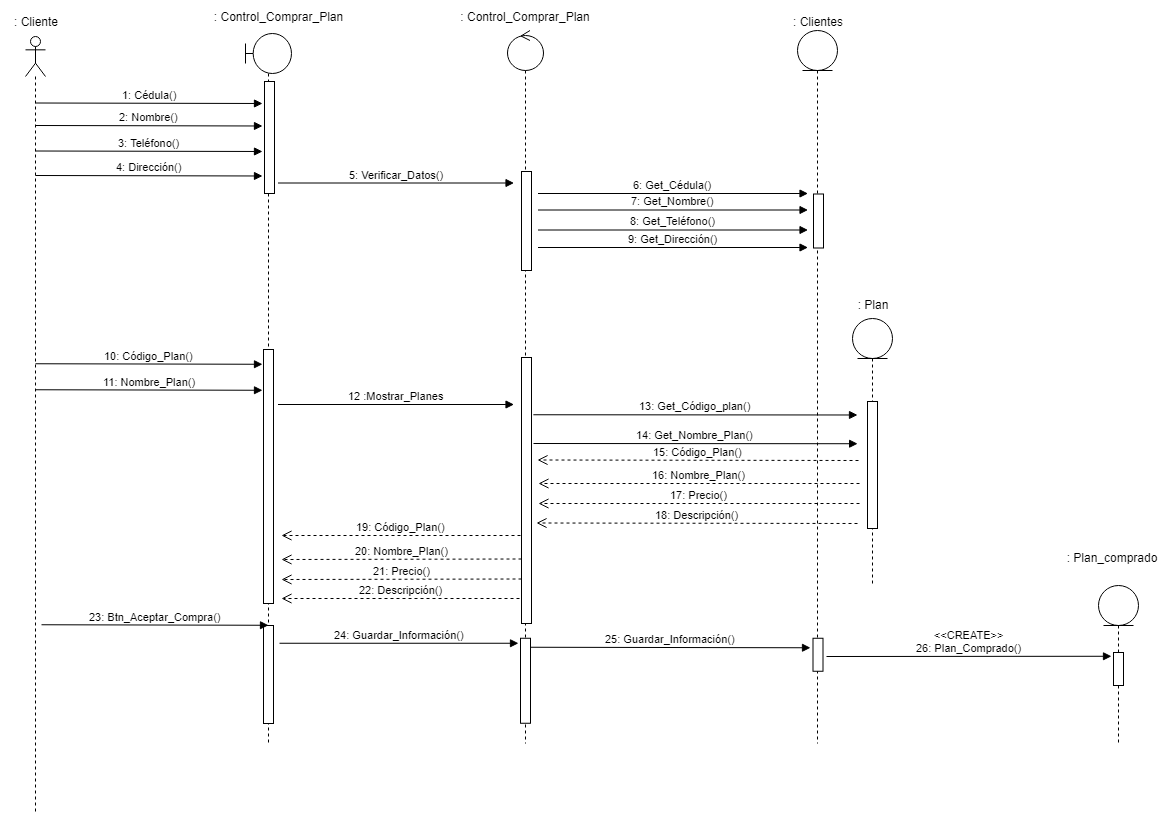 : Cliente
: Control_Comprar_Plan
: Control_Comprar_Plan
: Clientes
1: Cédula()
2: Nombre()
3: Teléfono()
4: Dirección()
5: Verificar_Datos()
6: Get_Cédula()
7: Get_Nombre()
8: Get_Teléfono()
9: Get_Dirección()
: Plan
10: Código_Plan()
11: Nombre_Plan()
12 :Mostrar_Planes
13: Get_Código_plan()
14: Get_Nombre_Plan()
15: Código_Plan()
16: Nombre_Plan()
17: Precio()
18: Descripción()
19: Código_Plan()
20: Nombre_Plan()
21: Precio()
22: Descripción()
: Plan_comprado
23: Btn_Aceptar_Compra()
24: Guardar_Información()
25: Guardar_Información()
<<CREATE>>
26: Plan_Comprado()